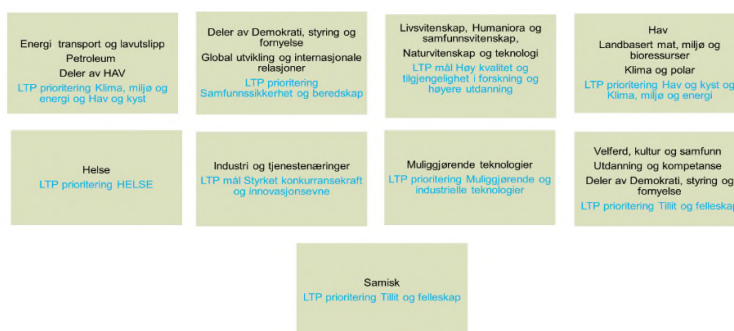 Energi transport og lavutslipp
Petroleum
Deler av HAV
LTP prioritering Klima, miljø og
energi og Hav og kyst
Deler av Demokrati, styring og
fornyelse
Global utvikling og internasjonale
relasjoner
LTP prioritering
Samfunnssikkerhet og beredskap
Livsvitenskap, Humaniora og
samfunnsvitenskap,
Naturvitenskap og teknologi
LTP mål Høy kvalitet og
tilgjengelighet i forskning og
høyere utdanning
Hav
Landbasert mat, miljø og
bioressurser
Klima og polar
LTP prioritering Hav og kyst og
Klima, miljø og energi
Helse
LTP prioritering HELSE
Industri og tjenestenæringer
LTP mål Styrket konkurransekraft
og innovasjonsevne
Muliggjørende teknologier
LTP prioritering Muliggjørende og
industrielle teknologier
Velferd, kultur og samfunn
Utdanning og kompetanse
Deler av Demokrati, styring og
fornyelse
LTP prioritering Tillit og felleskap
Samisk
LTP prioritering Tillit og felleskap